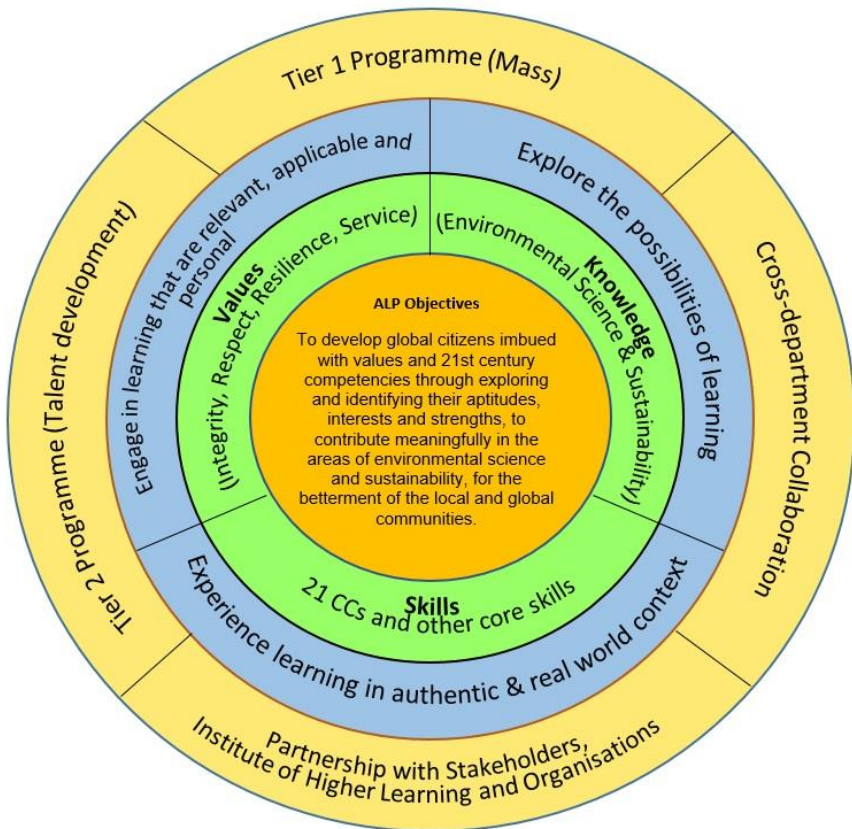 Tier 1 Programme (Mass)
Cross-department Collaboration
Partnership with Stakeholders,
Institute of Higher Learning and Organisations
Tier 2 Programme (Talent development)
Engage in learning that are relevant, applicable and
personal
Explore the possibilities of learning
Experience learning in authentic & real world context
Values
(Integrity, Respect, Resilience, Service)
Knowledge
(Environmental Science & Sustainability)
Skills
21 CCs and other core skills
ALP Objectives
To develop global citizens imbued
with values and 21st century
competencies through exploring
and identifying their aptitudes,
interests and strengths, to
contribute meaningfully in the
areas of environmental science
and sustainability, for the
betterment of the local and global
communities.